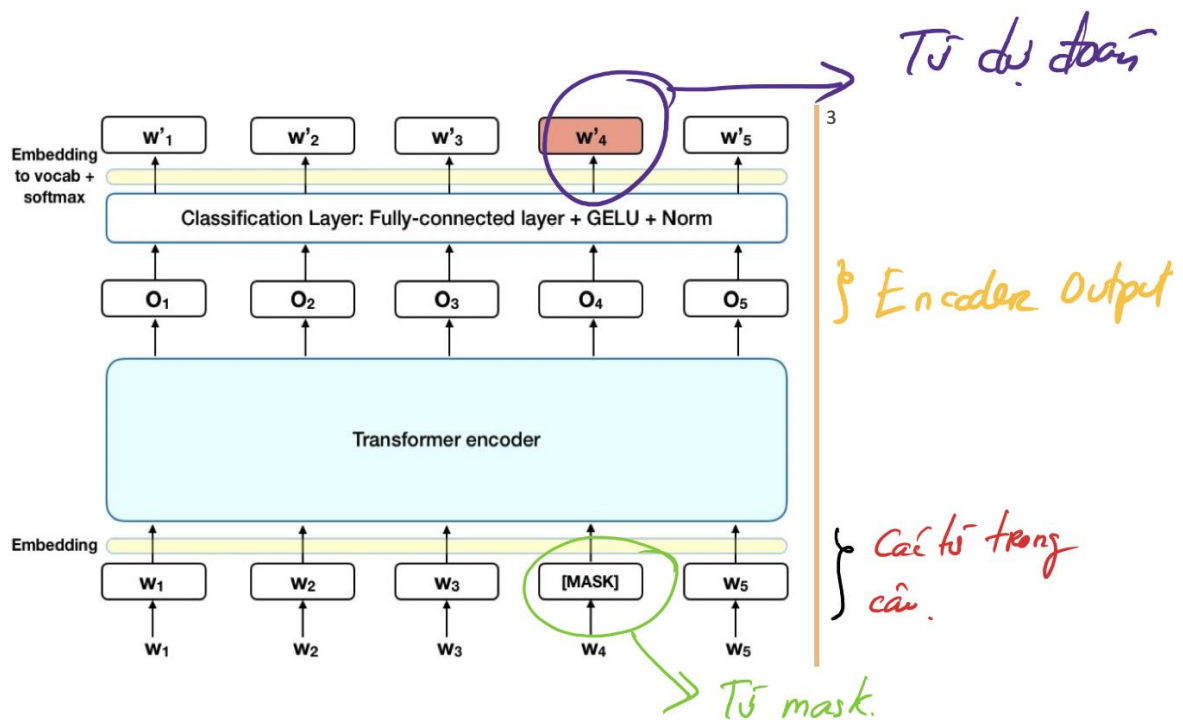 Từ dự đoán
3
w'1 w'2 w'3 w'4 w'5
Embedding
to vocab +
softmax
Classification Layer: Fully-connected layer + GELU + Norm
O1 O2 O3 O4 O5
Encoder Output
Transformer encoder
Embedding
Các từ trong
câu.
W1 W2 W3 [MASK] W5
W1 W2 W3 W4 W5
Từ mask.